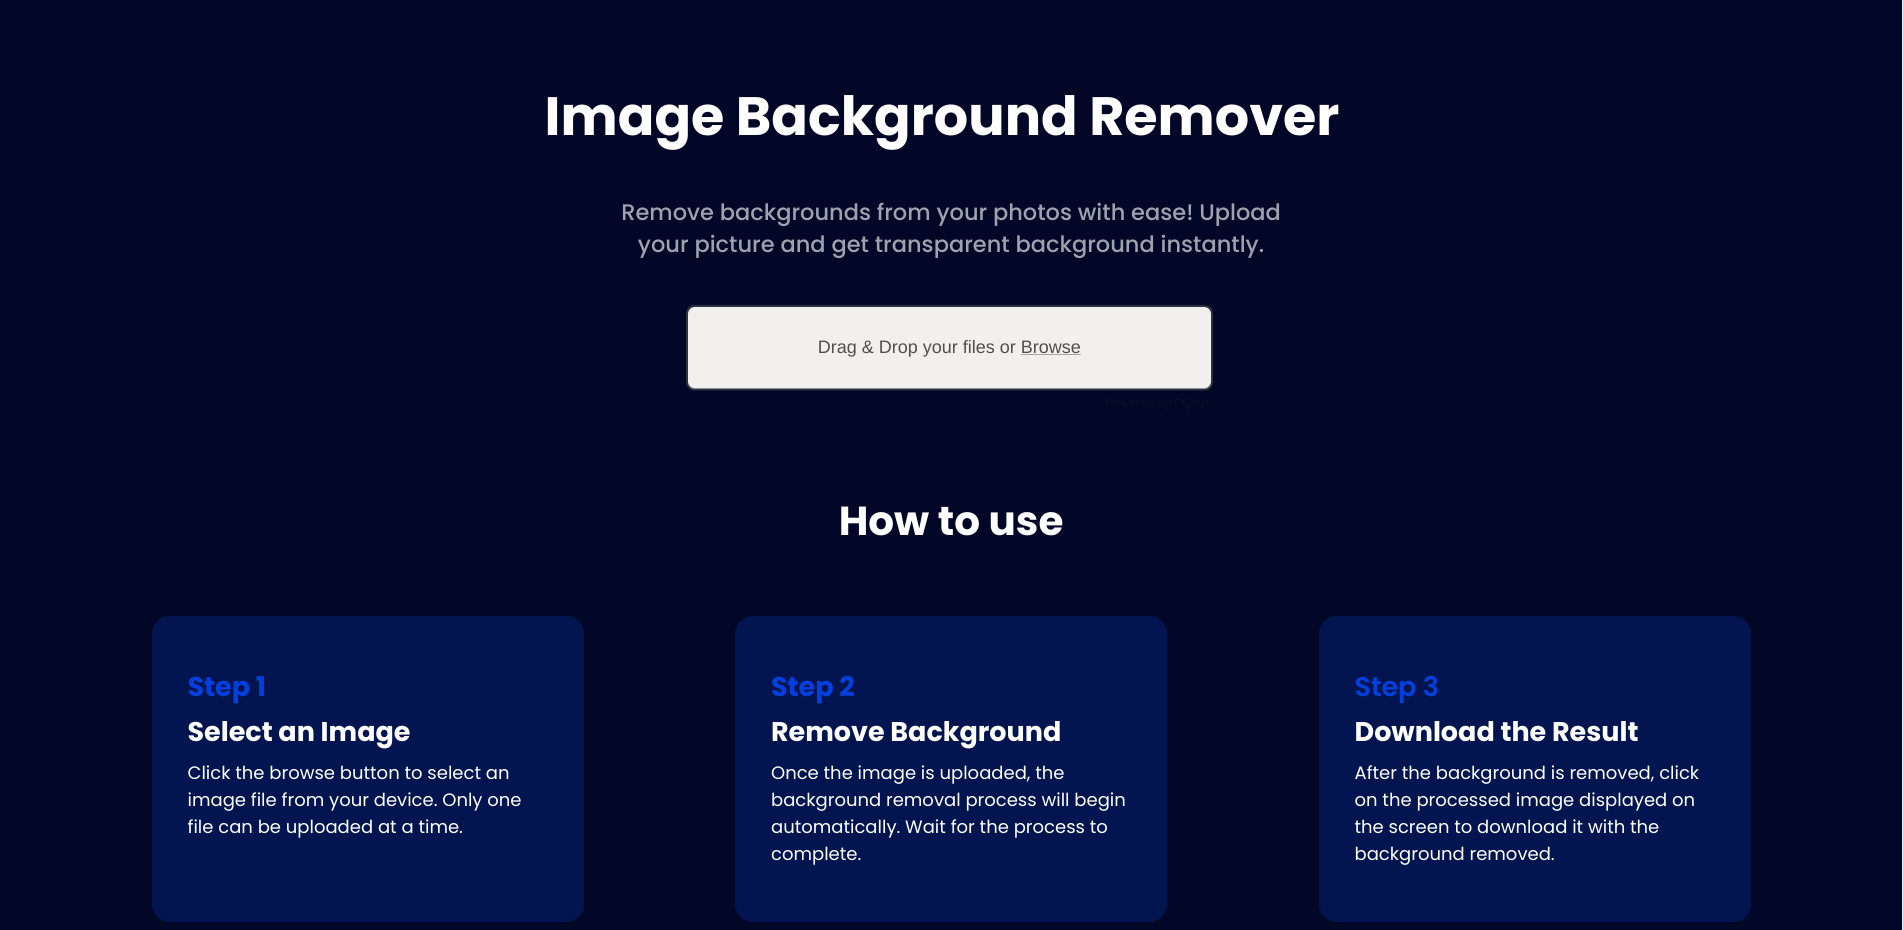 Image Background Remover
Remove backgrounds from your photos with ease! Upload
your picture and get transparent background instantly.
Drag & Drop your files or Browse
How to use
Step 1
Select an Image
Click the browse button to select an
image file from your device. Only one
file can be uploaded at a time.
Step 2
Remove Background
Once the image is uploaded, the
background removal process will begin
automatically. Wait for the process to
complete.
Step 3
Download the Result
After the background is removed, click
on the processed image displayed on
the screen to download it with the
background removed.